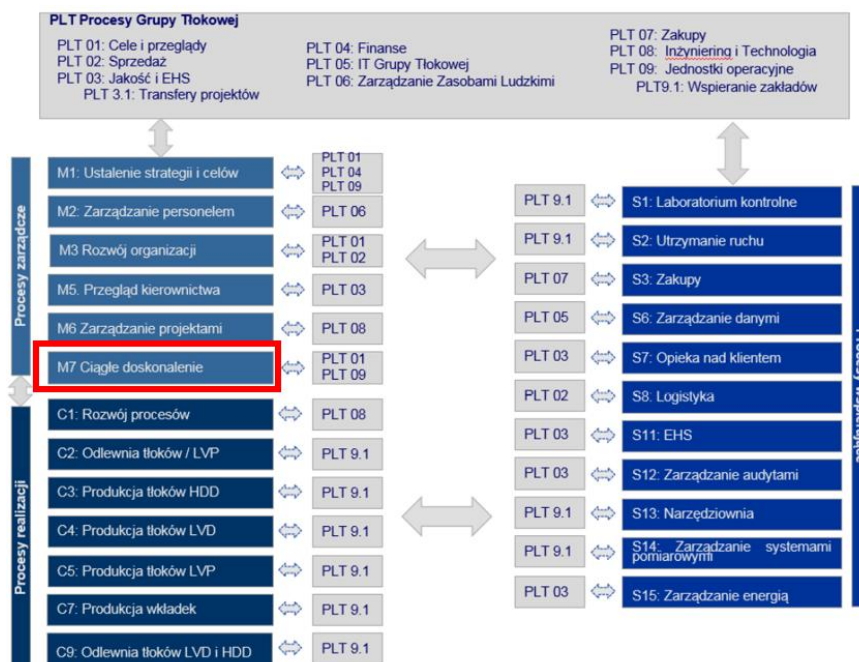 PLT Procesy Grupy Tłokowej
PLT 01: Cele i przeglądy
PLT 02: Sprzedaż
PLT 03: Jakość i EHS
PLT 3.1: Transfery projektów
PLT 04: Finanse
PLT 05: IT Grupy Tłokowej
PLT 06: Zarządzanie Zasobami Ludzkimi
PLT 07: Zakupy
PLT 08: Inżyniering i Technologia
PLT 09: Jednostki operacyjne
PLT9.1: Wspieranie zakładów
Procesy zarządcze
M1: Ustalenie strategii i celów
PLT 01
PLT 04
PLT 09
M2: Zarządzanie personelem
PLT 06
M3 Rozwój organizacji
PLT 01
PLT 02
M5. Przegląd kierownictwa
PLT 03
M6 Zarządzanie projektami
PLT 08
M7 Ciągłe doskonalenie
PLT 01
PLT 09
Procesy realizacji
C1: Rozwój procesów
PLT 08
C2: Odlewnia tłoków / LVP
PLT 9.1
C3: Produkcja tłoków HDD
PLT 9.1
C4: Produkcja tłoków LVD
PLT 9.1
C5: Produkcja tłoków LVP
PLT 9.1
C7: Produkcja wkładek
PLT 9.1
C9: Odlewnia tłoków LVD i HDD
PLT 9.1
PLT 9.1
S1: Laboratorium kontrolne
PLT 9.1
S2: Utrzymanie ruchu
PLT 07
S3: Zakupy
PLT 05
S6: Zarządzanie danymi
PLT 03
S7: Opieka nad klientem
PLT 02
S8: Logistyka
PLT 03
S11: EHS
PLT 03
S12: Zarządzanie audytami
PLT 9.1
S13: Narzędziownia
PLT 9.1
S14: Zarządzanie systemami
pomiarowymi
PLT 03
S15: Zarządzanie energią